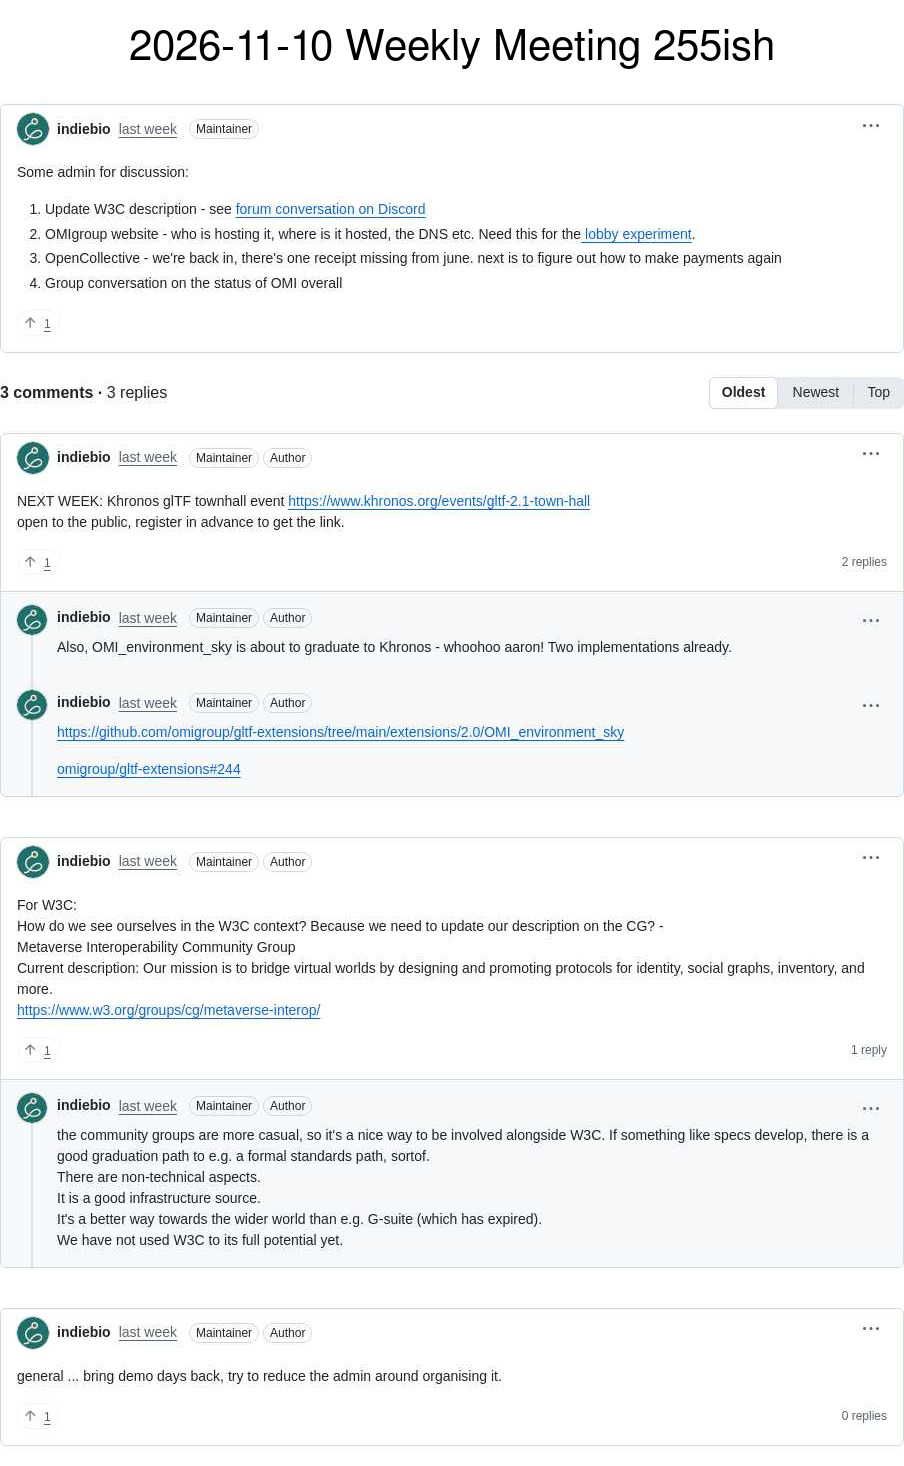 2026-11-10 Weekly Meeting 255ish
indiebio last week Maintainer
Some admin for discussion:
1. Update W3C description - see forum conversation on Discord
2. OMIgroup website - who is hosting it, where is it hosted, the DNS etc. Need this for the lobby experiment.
3. OpenCollective - we're back in, there's one receipt missing from june. next is to figure out how to make payments again
4. Group conversation on the status of OMI overall
↑ 1
3 comments · 3 replies
Oldest Newest Top
indiebio last week Maintainer Author
NEXT WEEK: Khronos glTF townhall event https://www.khronos.org/events/gltf-2.1-town-hall
open to the public, register in advance to get the link.
↑ 1 2 replies
indiebio last week Maintainer Author
Also, OMI_environment_sky is about to graduate to Khronos - whoohoo aaron! Two implementations already.
indiebio last week Maintainer Author
https://github.com/omigroup/gltf-extensions/tree/main/extensions/2.0/OMI_environment_sky
omigroup/gltf-extensions#244
indiebio last week Maintainer Author
For W3C:
How do we see ourselves in the W3C context? Because we need to update our description on the CG? -
Metaverse Interoperability Community Group
Current description: Our mission is to bridge virtual worlds by designing and promoting protocols for identity, social graphs, inventory, and
more.
https://www.w3.org/groups/cg/metaverse-interop/
↑ 1 1 reply
indiebio last week Maintainer Author
the community groups are more casual, so it's a nice way to be involved alongside W3C. If something like specs develop, there is a
good graduation path to e.g. a formal standards path, sortof.
There are non-technical aspects.
It is a good infrastructure source.
It's a better way towards the wider world than e.g. G-suite (which has expired).
We have not used W3C to its full potential yet.
indiebio last week Maintainer Author
general ... bring demo days back, try to reduce the admin around organising it.
↑ 1 0 replies